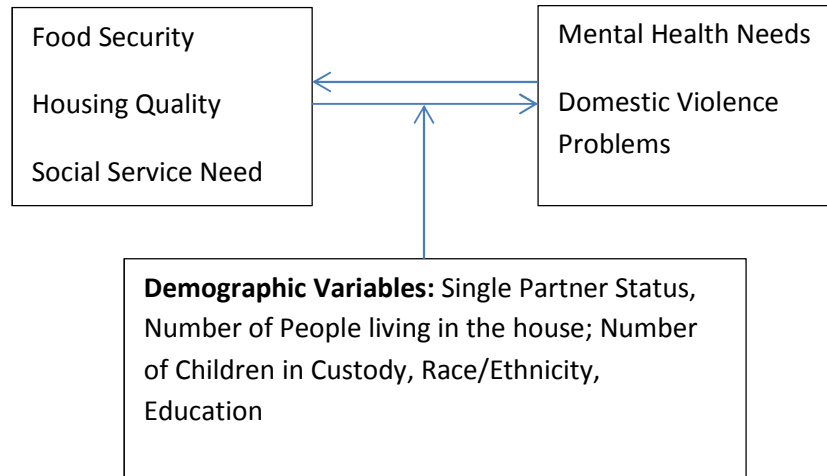 Food Security
Housing Quality
Social Service Need
Mental Health Needs
Domestic Violence
Problems
Demographic Variables: Single Partner Status,
Number of People living in the house; Number
of Children in Custody, Race/Ethnicity,
Education